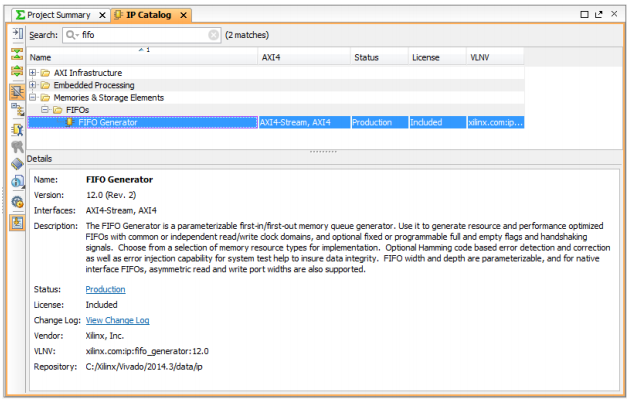 Project Summary × IP Catalog ×
Search: fifo (2 matches)
Name 1 AXI4 Status License VLNV
AXI Infrastructure
Embedded Processing
Memories & Storage Elements
FIFOs
FIFO Generator AXI4-Stream, AXI4 Production Included xilinx.com:ip...
Details
Name: FIFO Generator
Version: 12.0 (Rev. 2)
Interfaces: AXI4-Stream, AXI4
Description: The FIFO Generator is a parameterizable first-in/first-out memory queue generator. Use it to generate resource and performance optimized
FIFOs with common or independent read/write clock domains, and optional fixed or programmable full and empty flags and handshaking
signals. Choose from a selection of memory resource types for implementation. Optional Hamming code based error detection and correction
as well as error injection capability for system test help to insure data integrity. FIFO width and depth are parameterizable, and for native
interface FIFOs, asymmetric read and write port widths are also supported.
Status: Production
License: Included
Change Log: View Change Log
Vendor: Xilinx, Inc.
VLNV: xilinx.com:ip:fifo_generator:12.0
Repository: C:/Xilinx/Vivado/2014.3/data/ip